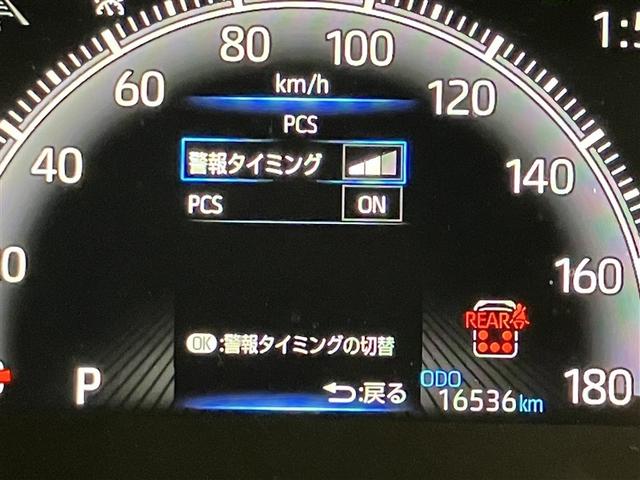 80
100
km/h
60
120
PCS
警報タイミング
40
140
PCS
ON
160
REAR
OK:警報タイミングの切替
P
:戻る
ODO
16536km
180